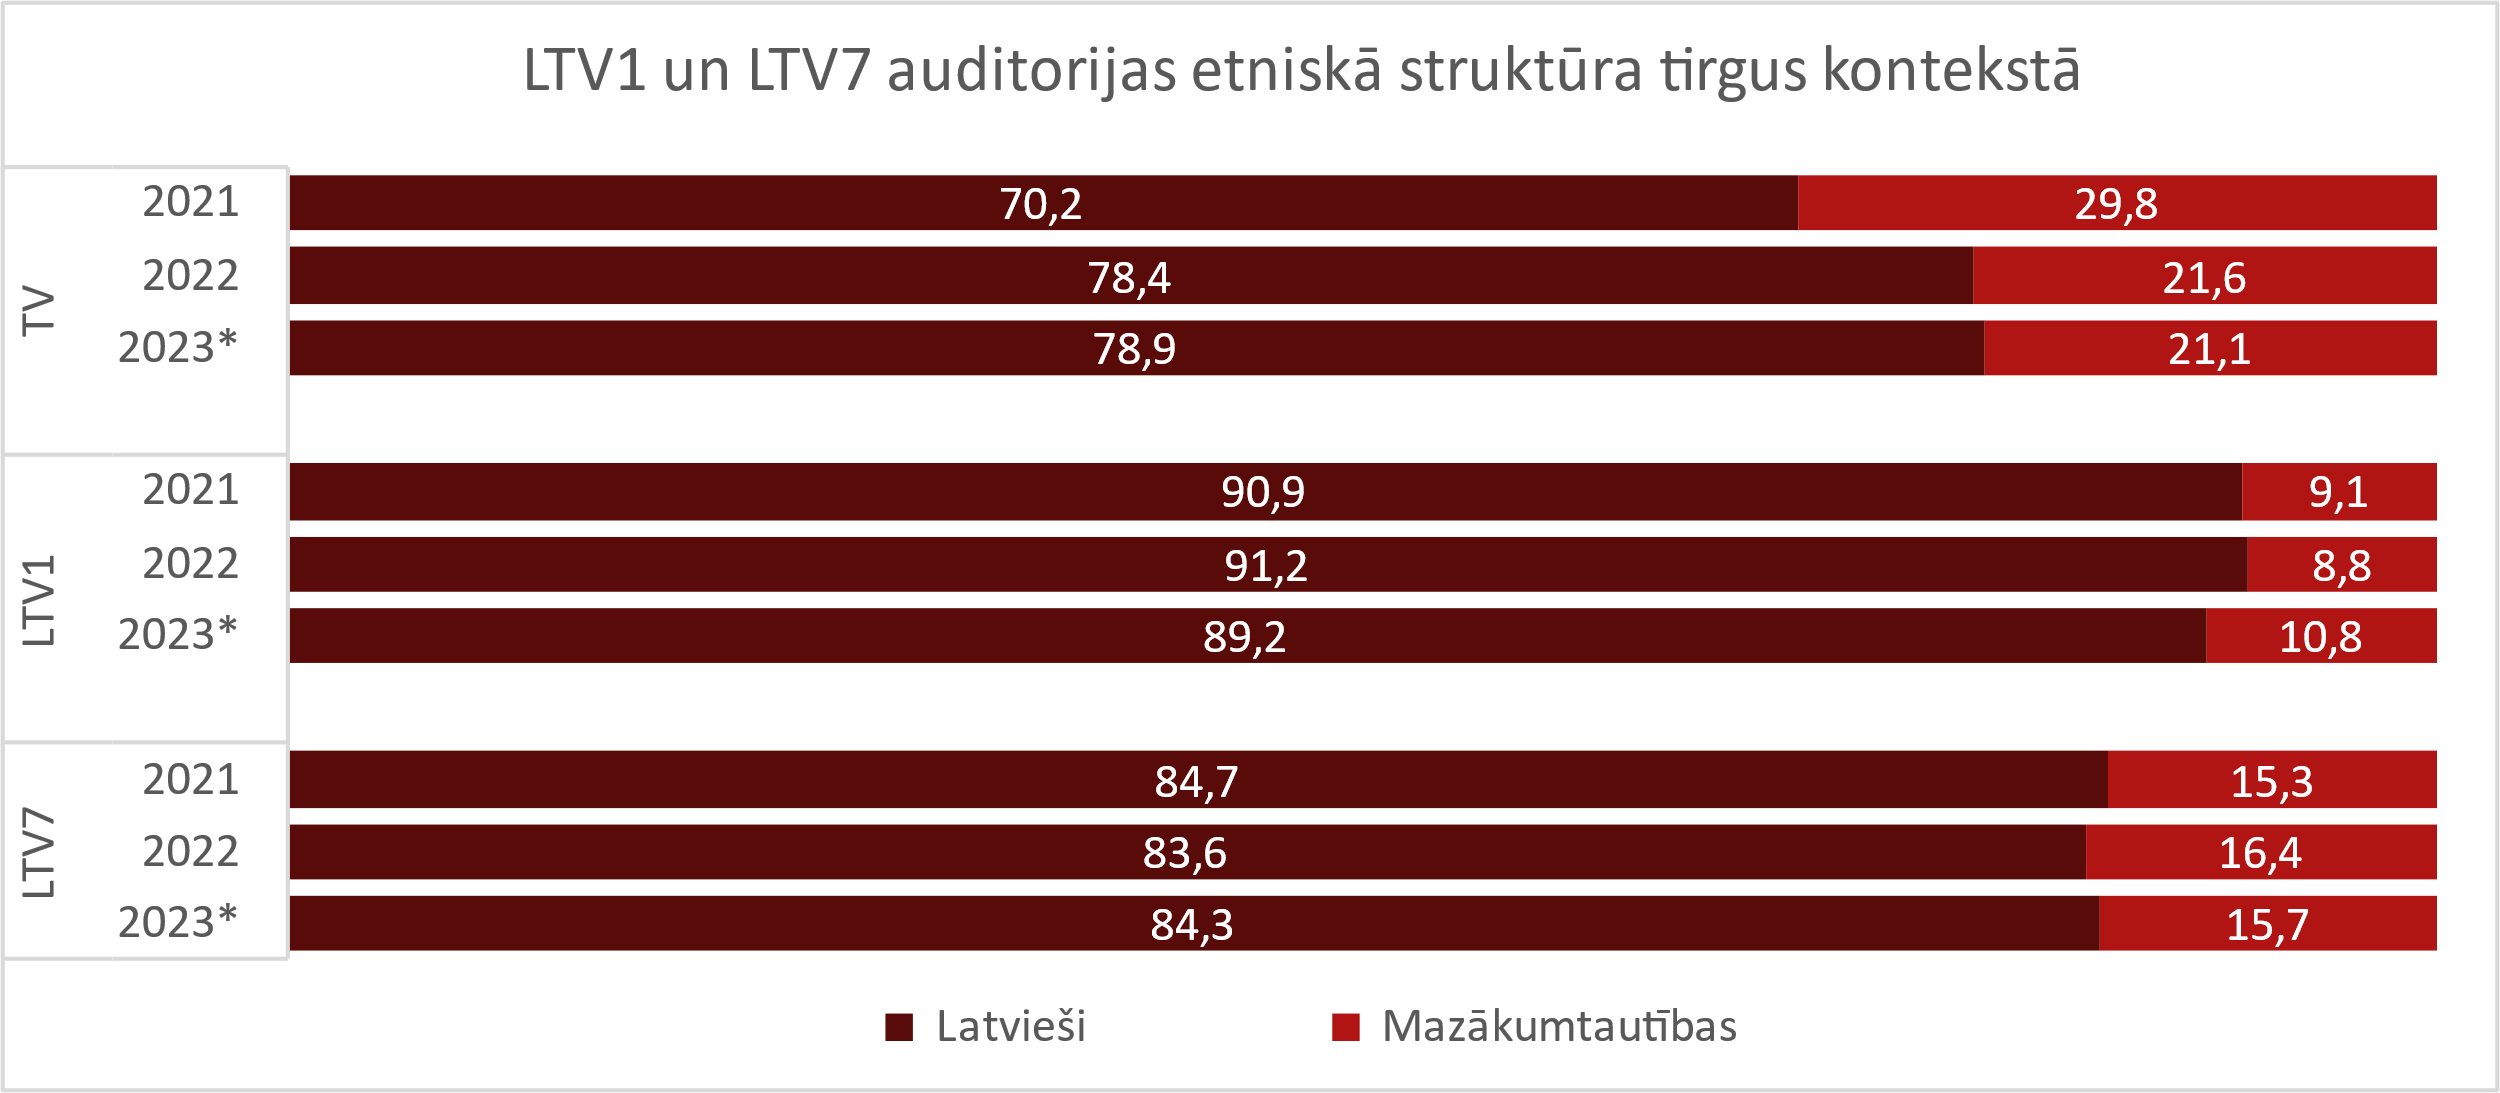 LTV1 un LTV7 auditorijas etniskā struktūra tirgus kontekstā
TV
2021 70,2 29,8
2022 78,4 21,6
2023* 78,9 21,1
LTV1
2021 90,9 9,1
2022 91,2 8,8
2023* 89,2 10,8
LTV7
2021 84,7 15,3
2022 83,6 16,4
2023* 84,3 15,7
Latvieši Mazākumtautības